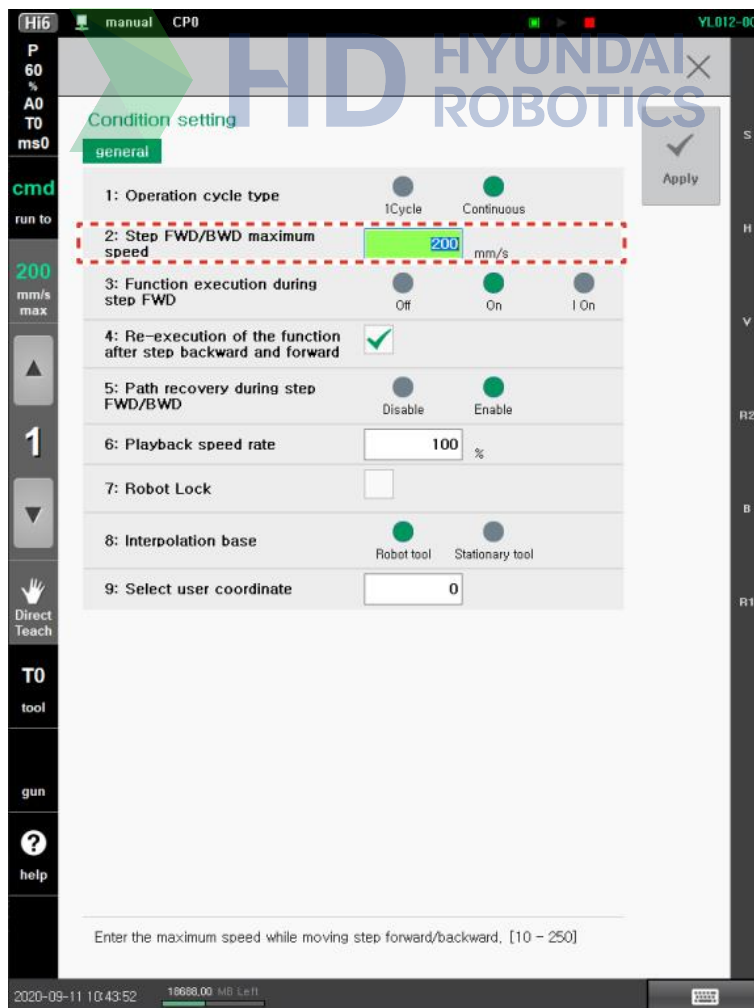 Hi6 manual CP0 YL012-00
HD HYUNDAI
ROBOTICS
P
60
%
A0
T0
ms0
cmd
run to
200
mm/s
max
1
Direct
Teach
T0
tool
gun
help
Condition setting
general
Apply
1: Operation cycle type
1Cycle Continuous
2: Step FWD/BWD maximum
speed
200 mm/s
3: Function execution during
step FWD
Off On I On
4: Re-execution of the function
after step backward and forward
5: Path recovery during step
FWD/BWD
Disable Enable
6: Playback speed rate 100 %
7: Robot Lock
8: Interpolation base
Robot tool Stationary tool
9: Select user coordinate 0
Enter the maximum speed while moving step forward/backward, [10 - 250]
S
H
V
R2
B
R1
2020-09-11 10:43:52 18688,00 MB Left